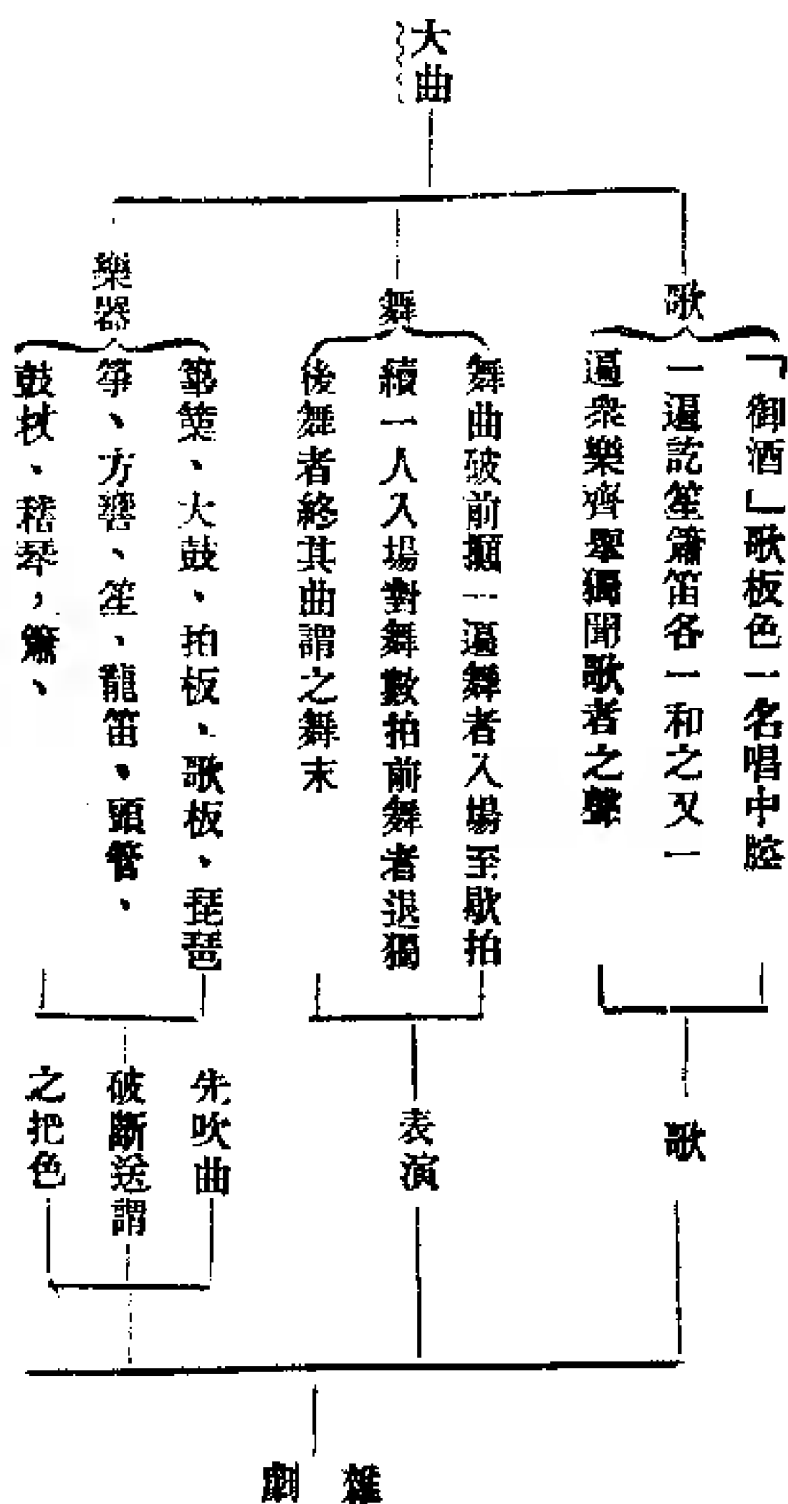 大曲
歌
「御酒」歌板色一名唱中腔
一遍訖笙簫笛各一和之又一
遍衆樂齊舉獨聞歌者之聲
歌
舞
舞曲破前擷一遍舞者入場至歇拍
續一人入場對舞數拍前舞者退獨
後舞者終其曲謂之舞末
表演
樂器
篳篥、大鼓、拍板、歌板、琵琶
箏、方響、笙、龍笛、頭管、
鼓杖、嵇琴，簫、
先吹曲
破斷送謂
之把色
雜劇